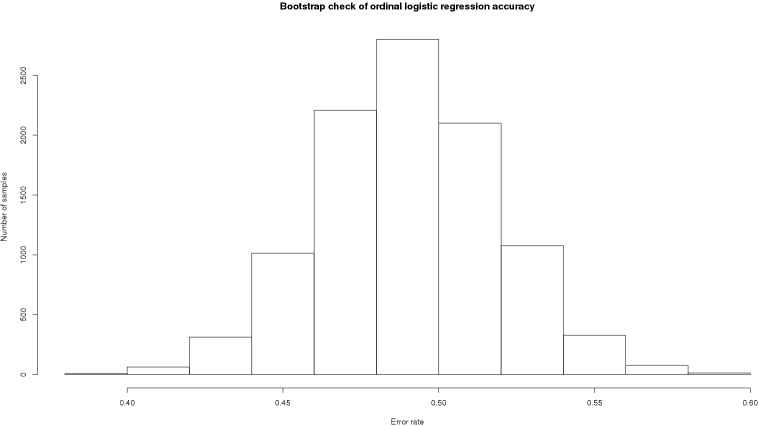 Bootstrap check of ordinal logistic regression accuracy
Number of samples
2500
2000
1500
1000
500
0
0.40 0.45 0.50 0.55 0.60
Error rate